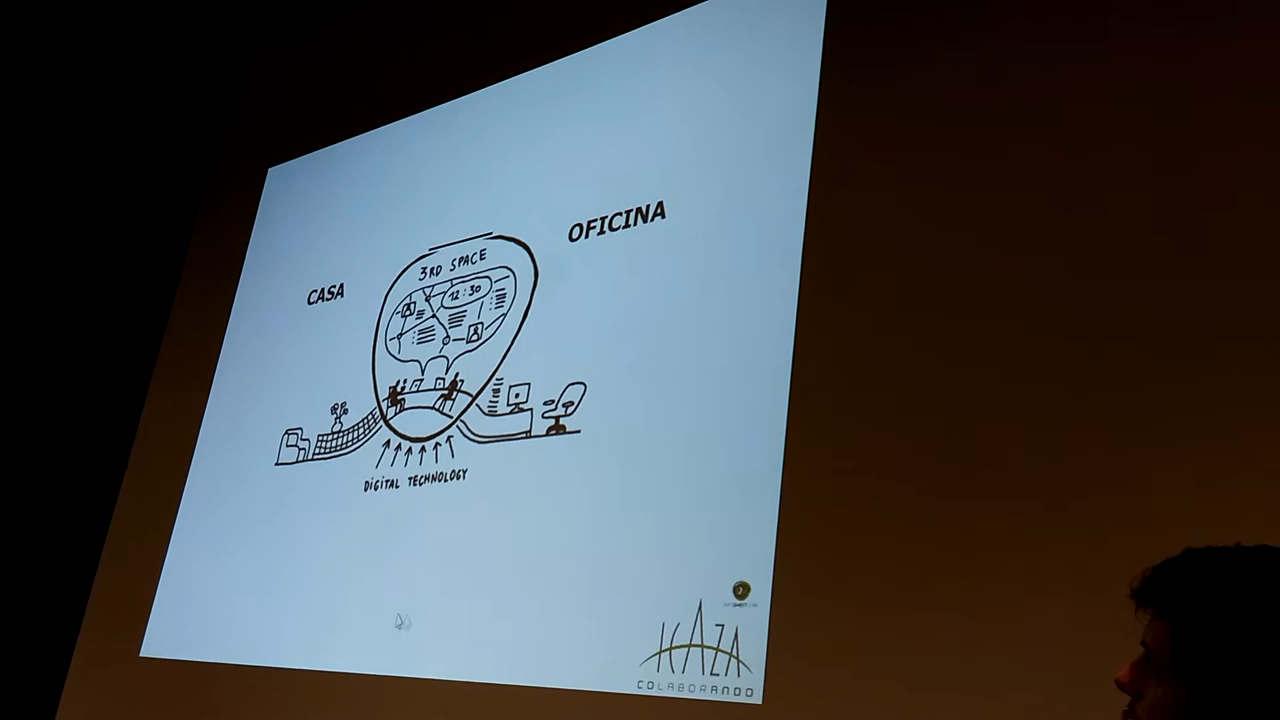 OFICINA
CASA
3RD SPACE
12:30
DIGITAL TECHNOLOGY
ICAZA
COLABORANDO